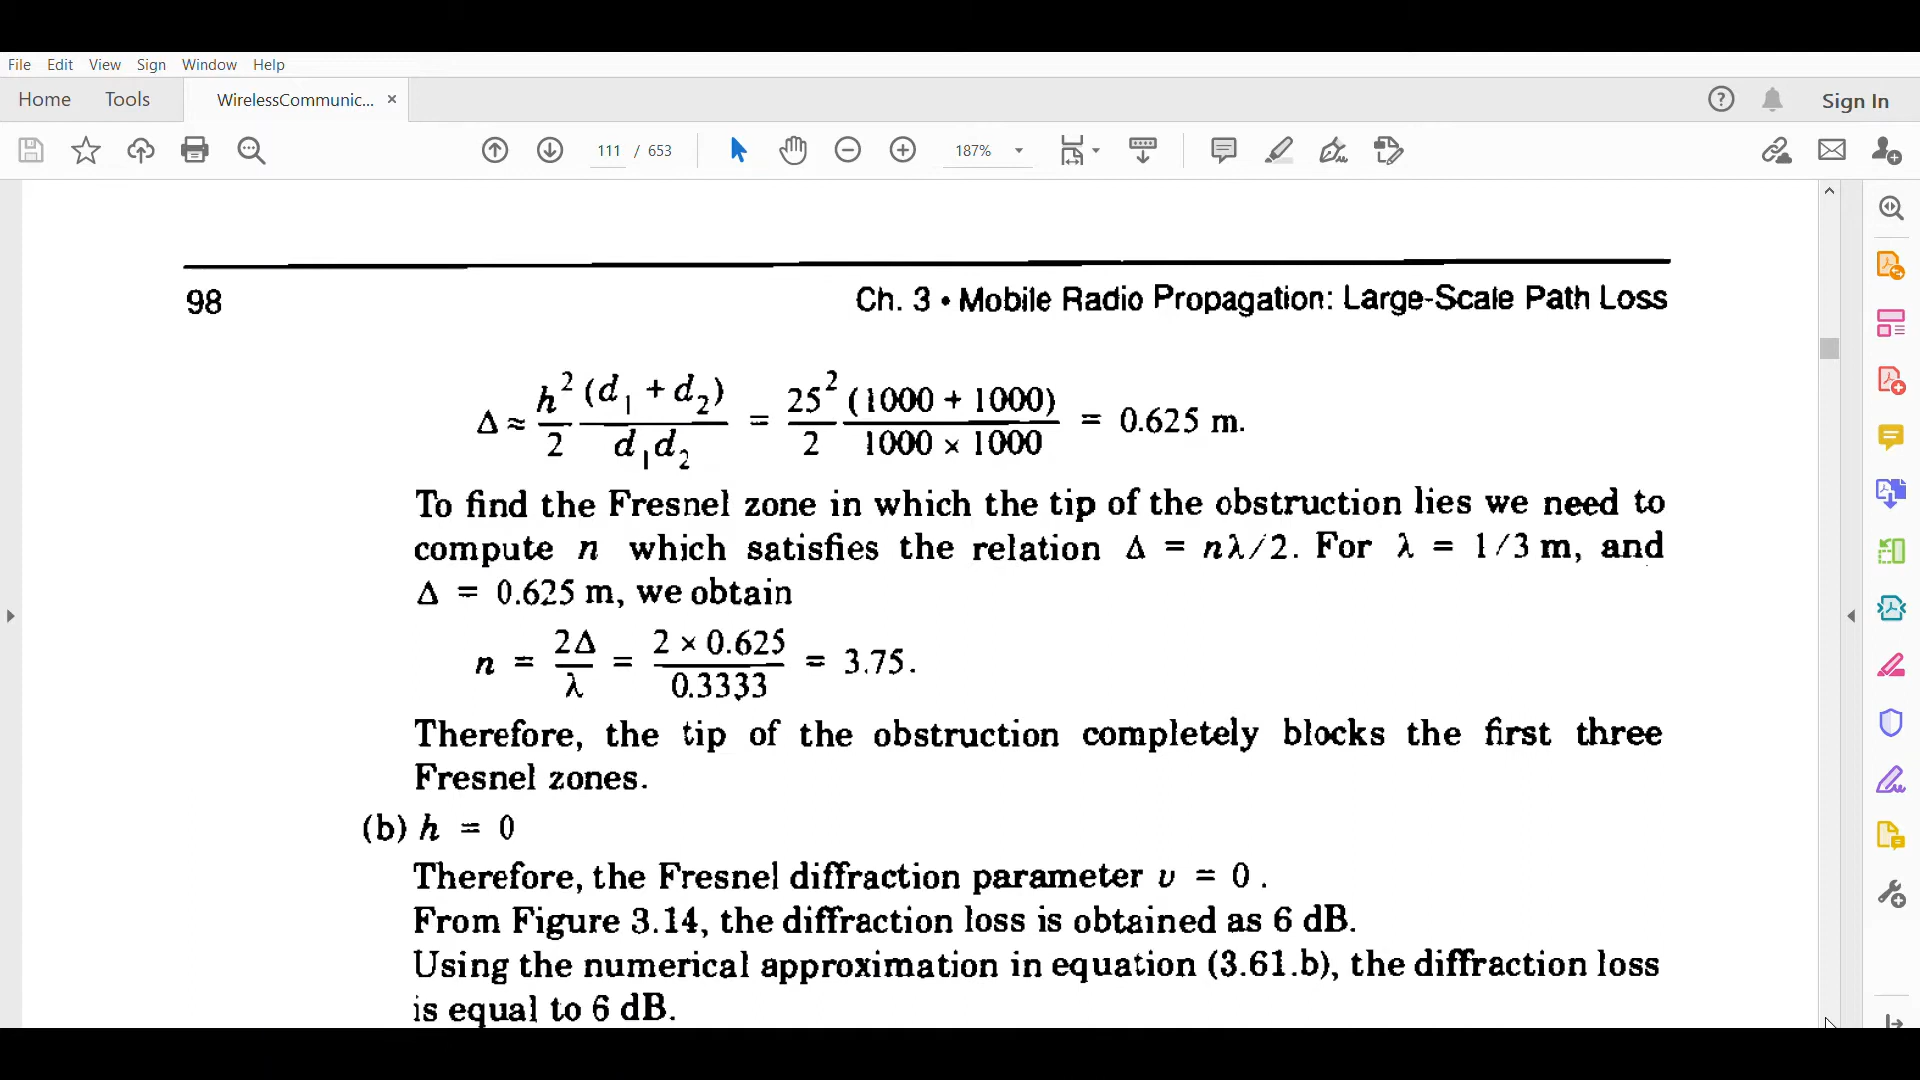 File Edit View Sign Window Help
Home Tools WirelessCommunic... × Sign In
111 / 653 187%
98 Ch. 3 • Mobile Radio Propagation: Large-Scale Path Loss
Δ ≈ h²/2 (d₁ + d₂)/(d₁d₂) = 25²/2 (1000 + 1000)/(1000 × 1000) = 0.625 m.
To find the Fresnel zone in which the tip of the obstruction lies we need to
compute n which satisfies the relation Δ = nλ/2. For λ = 1/3 m, and
Δ = 0.625 m, we obtain
n = 2Δ/λ = (2 × 0.625)/0.3333 = 3.75.
Therefore, the tip of the obstruction completely blocks the first three
Fresnel zones.
(b) h = 0
Therefore, the Fresnel diffraction parameter υ = 0.
From Figure 3.14, the diffraction loss is obtained as 6 dB.
Using the numerical approximation in equation (3.61.b), the diffraction loss
is equal to 6 dB.